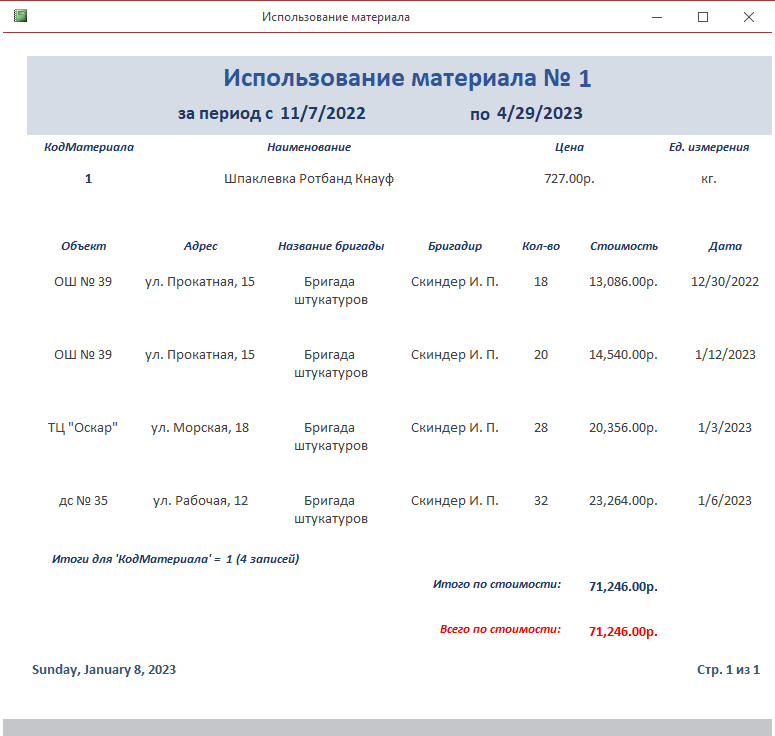 Использование материала
Использование материала № 1
за период с 11/7/2022 по 4/29/2023
КодМатериала Наименование Цена Ед. измерения
1 Шпаклевка Ротбанд Кнауф 727.00р. кг.
Объект Адрес Название бригады Бригадир Кол-во Стоимость Дата
ОШ № 39 ул. Прокатная, 15 Бригада Скиндер И. П. 18 13,086.00р. 12/30/2022
штукатуров
ОШ № 39 ул. Прокатная, 15 Бригада Скиндер И. П. 20 14,540.00р. 1/12/2023
штукатуров
ТЦ "Оскар" ул. Морская, 18 Бригада Скиндер И. П. 28 20,356.00р. 1/3/2023
штукатуров
дс № 35 ул. Рабочая, 12 Бригада Скиндер И. П. 32 23,264.00р. 1/6/2023
штукатуров
Итоги для 'КодМатериала' = 1 (4 записей)
Итого по стоимости: 71,246.00р.
Всего по стоимости: 71,246.00р.
Sunday, January 8, 2023 Стр. 1 из 1